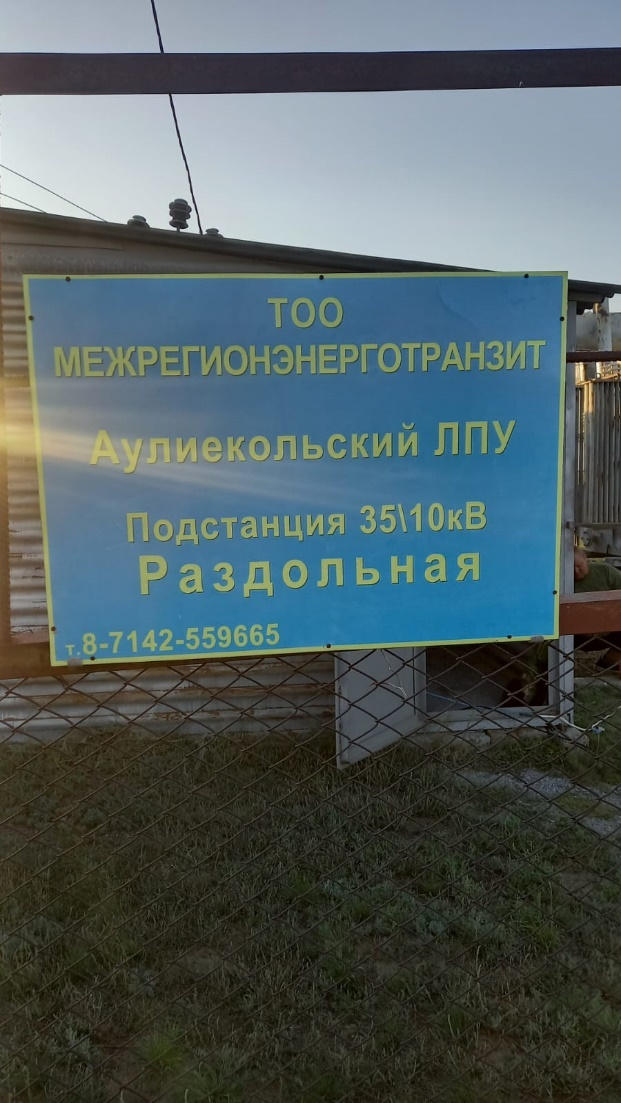 ТОО
МЕЖРЕГИОНЭНЕРГОТРАНЗИТ
Аулиекольский ЛПУ
Подстанция 35\10кВ
Раздольная
т.8-7142-559665